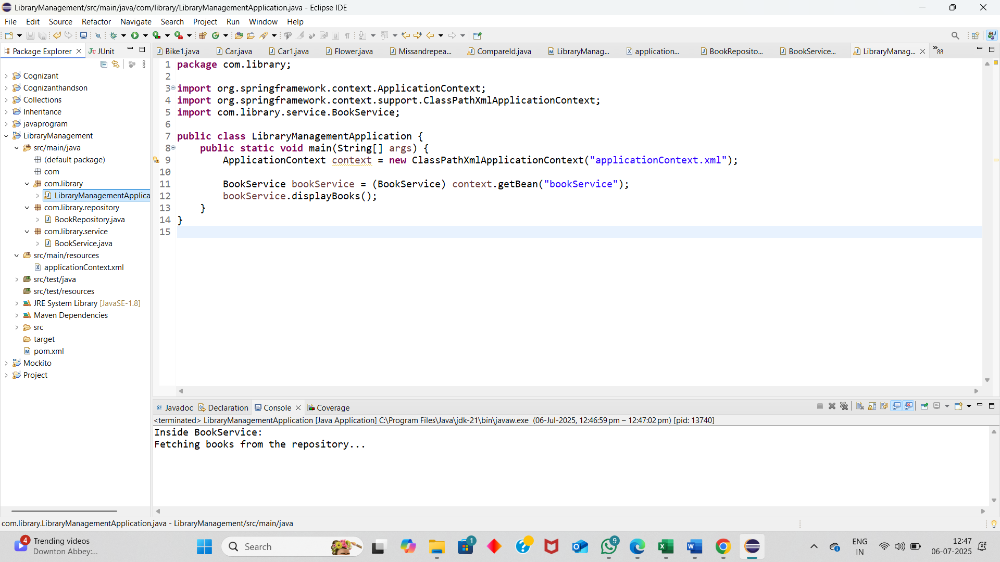 LibraryManagement/src/main/java/com/library/LibraryManagementApplication.java - Eclipse IDE
File Edit Source Refactor Navigate Search Project Run Window Help
Package Explorer JUnit
Bike1.java Car.java Car1.java Flower.java Missandrepea... CompareId.java LibraryManag... application... BookReposito... BookService... LibraryManag... »88
Cognizant
Cognizanthandson
Collections
Inheritance
javaprogram
LibraryManagement
src/main/java
(default package)
com
com.library
LibraryManagementApplica
com.library.repository
BookRepository.java
com.library.service
BookService.java
src/main/resources
applicationContext.xml
src/test/java
src/test/resources
JRE System Library [JavaSE-1.8]
Maven Dependencies
src
target
pom.xml
Mockito
Project
1 package com.library;
2
3 import org.springframework.context.ApplicationContext;
4 import org.springframework.context.support.ClassPathXmlApplicationContext;
5 import com.library.service.BookService;
6
7 public class LibraryManagementApplication {
8     public static void main(String[] args) {
9         ApplicationContext context = new ClassPathXmlApplicationContext("applicationContext.xml");
10
11         BookService bookService = (BookService) context.getBean("bookService");
12         bookService.displayBooks();
13     }
14 }
15
@ Javadoc Declaration Console Coverage
<terminated> LibraryManagementApplication [Java Application] C:\Program Files\Java\jdk-21\bin\javaw.exe (06-Jul-2025, 12:46:59 pm – 12:47:02 pm) [pid: 13740]
Inside BookService:
Fetching books from the repository...
com.library.LibraryManagementApplication.java - LibraryManagement/src/main/java
4
Trending videos
Downton Abbey:...
Search
1
9
ENG
IN
12:47
06-07-2025